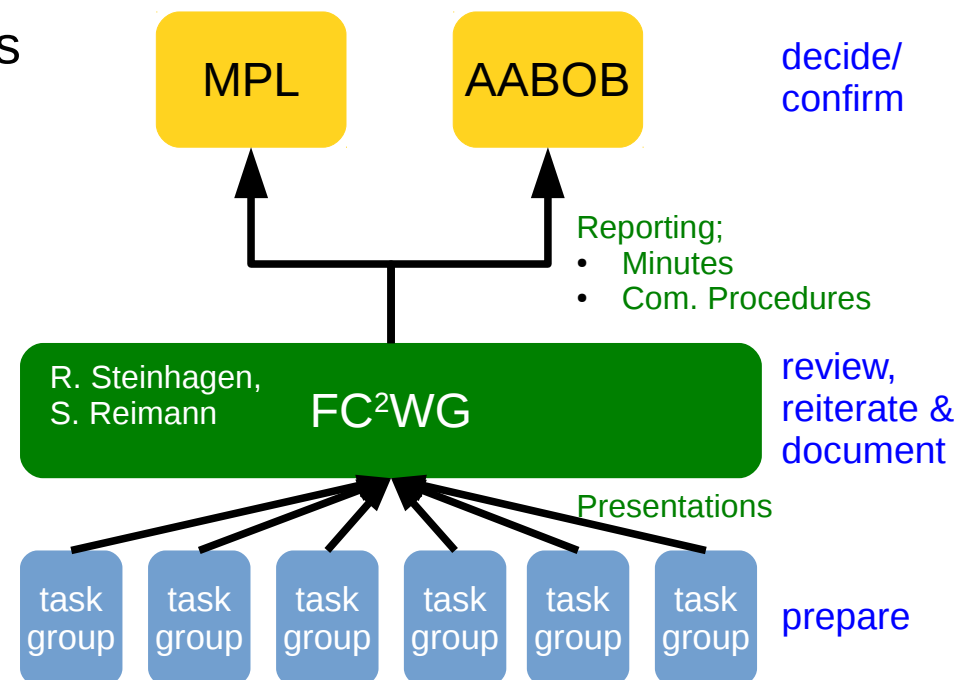 s
MPL
AABOB
decide/
confirm
Reporting;
• Minutes
• Com. Procedures
R. Steinhagen,
S. Reimann
FC²WG
review,
reiterate &
document
Presentations
task
group
task
group
task
group
task
group
task
group
task
group
prepare